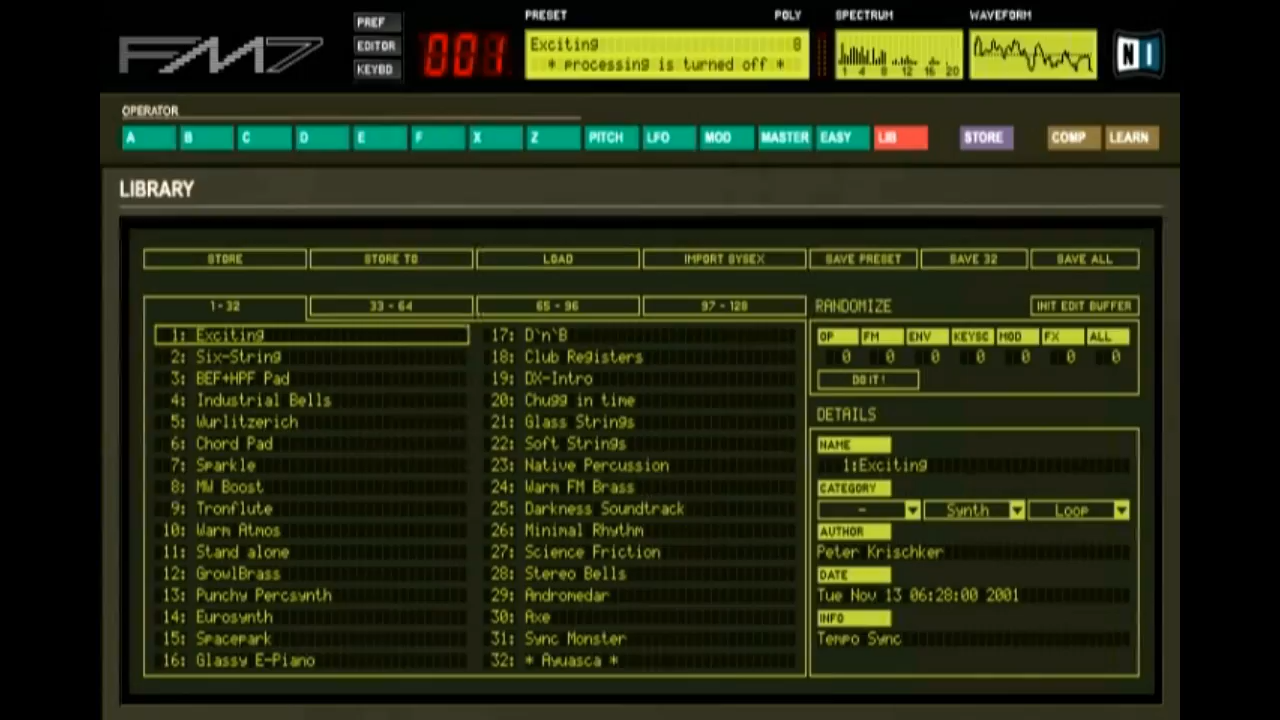 FM7
PREF
EDITOR
KEYBD
001
PRESET POLY
Exciting 8
* processing is turned off *
SPECTRUM
1 4 8 12 16 20
WAVEFORM
NI
OPERATOR
A B C D E F X Z PITCH LFO MOD MASTER EASY LIB STORE COMP LEARN
LIBRARY
STORE STORE TO LOAD IMPORT SYSEX SAVE PRESET SAVE 32 SAVE ALL
1-32 33-64 65-96 97-128
1: Exciting
2: Six-String
3: BEF+HPF Pad
4: Industrial Bells
5: Wurlitzerich
6: Chord Pad
7: Sparkle
8: MW Boost
9: Tronflute
10: Warm Atmos
11: Stand alone
12: GrowlBrass
13: Punchy Percsynth
14: Eurosynth
15: Spacepark
16: Glassy E-Piano
17: D`n`B
18: Club Registers
19: DX-Intro
20: Chugg in time
21: Glass Strings
22: Soft Strings
23: Native Percussion
24: Warm FM Brass
25: Darkness Soundtrack
26: Minimal Rhythm
27: Science Friction
28: Stereo Bells
29: Andromedar
30: Axe
31: Sync Monster
32: * Ayuasca *
RANDOMIZE INIT EDIT BUFFER
OP FM ENV KEYSC MOD FX ALL
0 0 0 0 0 0 0
DO IT!
DETAILS
NAME
1:Exciting
CATEGORY
- Synth Loop
AUTHOR
Peter Krischker
DATE
Tue Nov 13 06:28:00 2001
INFO
Tempo Sync